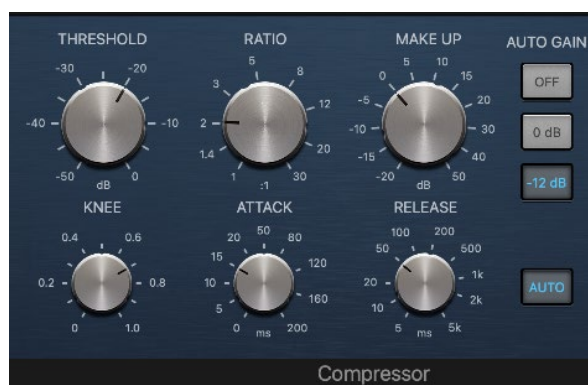 THRESHOLD
-50
-40
-30
-20
-10
0
dB
RATIO
1
1.4
2
3
5
8
12
20
30
:1
MAKE UP
-20
-15
-10
-5
0
5
10
15
20
30
40
50
dB
AUTO GAIN
OFF
0 dB
-12 dB
KNEE
0
0.2
0.4
0.6
0.8
1.0
ATTACK
0
5
10
15
20
50
80
120
160
200
ms
RELEASE
5
10
20
50
100
200
500
1k
2k
5k
ms
AUTO
Compressor